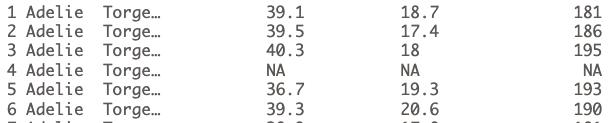 1 Adelie Torge… 39.1 18.7 181
2 Adelie Torge… 39.5 17.4 186
3 Adelie Torge… 40.3 18 195
4 Adelie Torge… NA NA NA
5 Adelie Torge… 36.7 19.3 193
6 Adelie Torge… 39.3 20.6 190